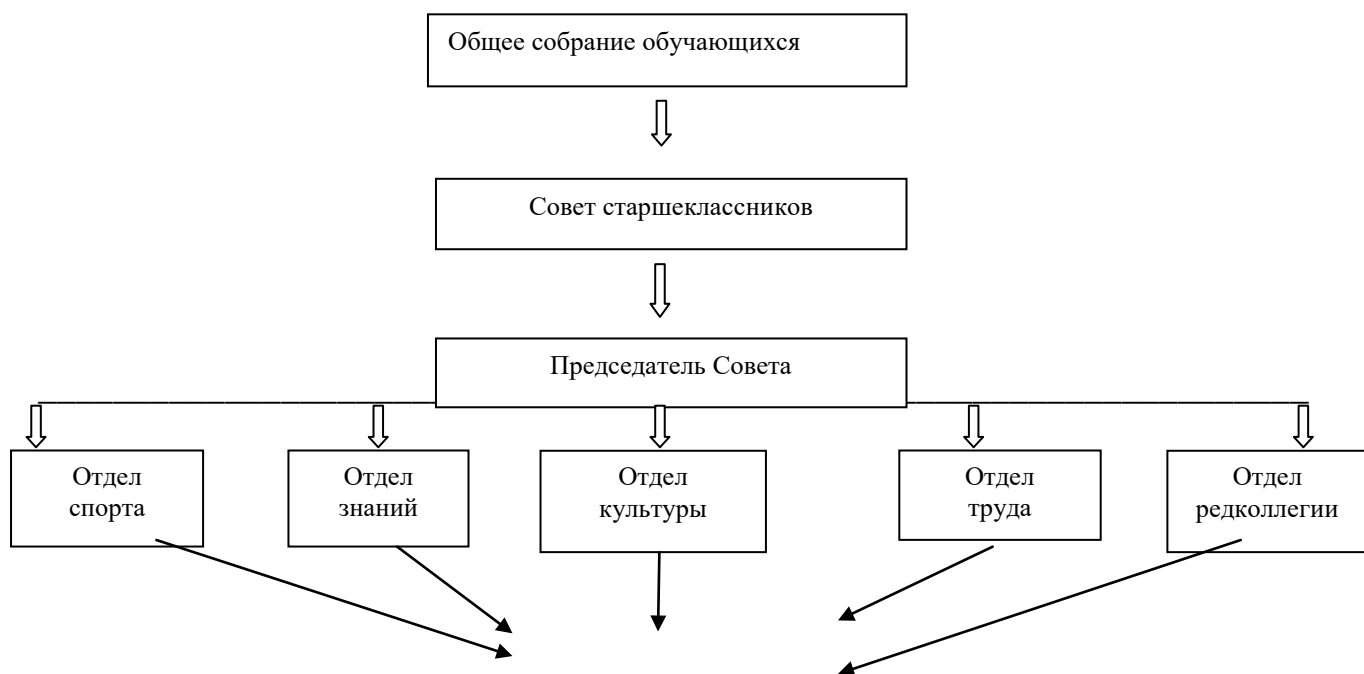 Общее собрание обучающихся
Совет старшеклассников
Председатель Совета
Отдел
спорта
Отдел
знаний
Отдел
культуры
Отдел
труда
Отдел
редколлегии